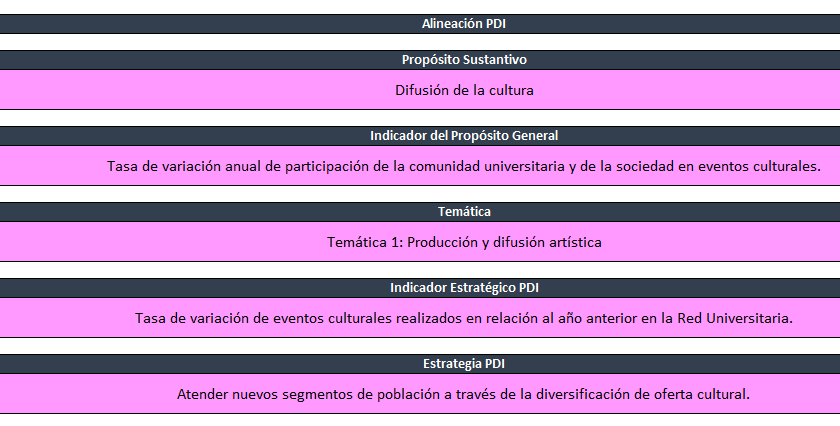 Alineación PDI
Propósito Sustantivo
Difusión de la cultura
Indicador del Propósito General
Tasa de variación anual de participación de la comunidad universitaria y de la sociedad en eventos culturales.
Temática
Temática 1: Producción y difusión artística
Indicador Estratégico PDI
Tasa de variación de eventos culturales realizados en relación al año anterior en la Red Universitaria.
Estrategia PDI
Atender nuevos segmentos de población a través de la diversificación de oferta cultural.